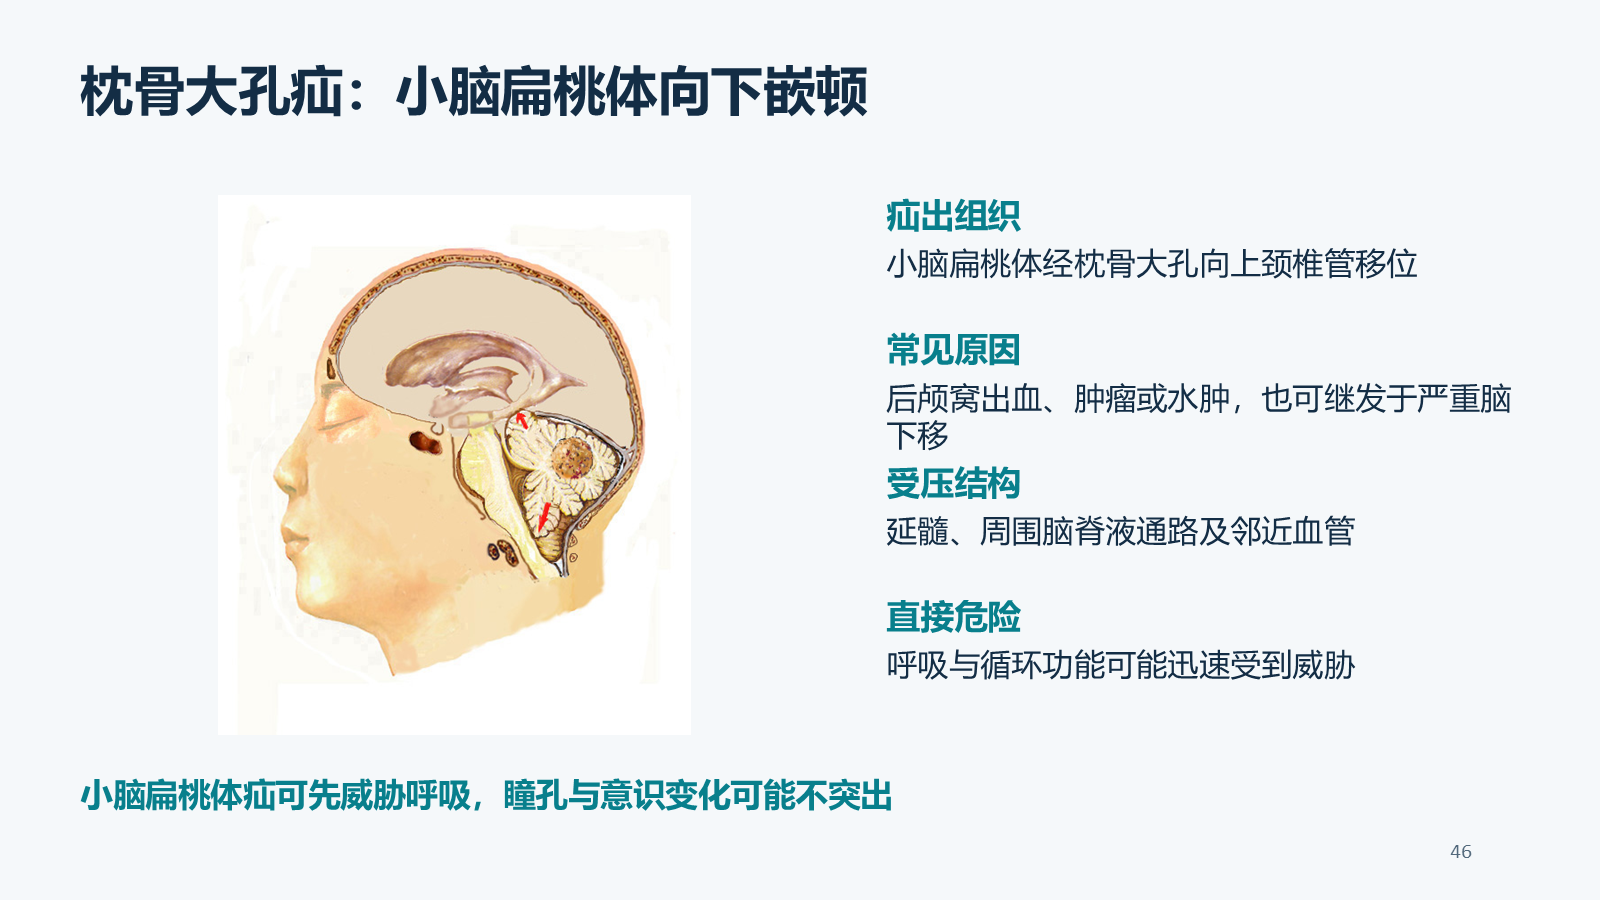 枕骨大孔疝：小脑扁桃体向下嵌顿
疝出组织
小脑扁桃体经枕骨大孔向上颈椎管移位
常见原因
后颅窝出血、肿瘤或水肿，也可继发于严重脑
下移
受压结构
延髓、周围脑脊液通路及邻近血管
直接危险
呼吸与循环功能可能迅速受到威胁
小脑扁桃体疝可先威胁呼吸，瞳孔与意识变化可能不突出
46